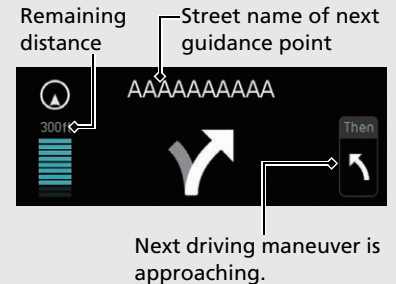 Remaining
distance
Street name of next
guidance point
AAAAAAAAAA
300ft
Then
Next driving maneuver is
approaching.